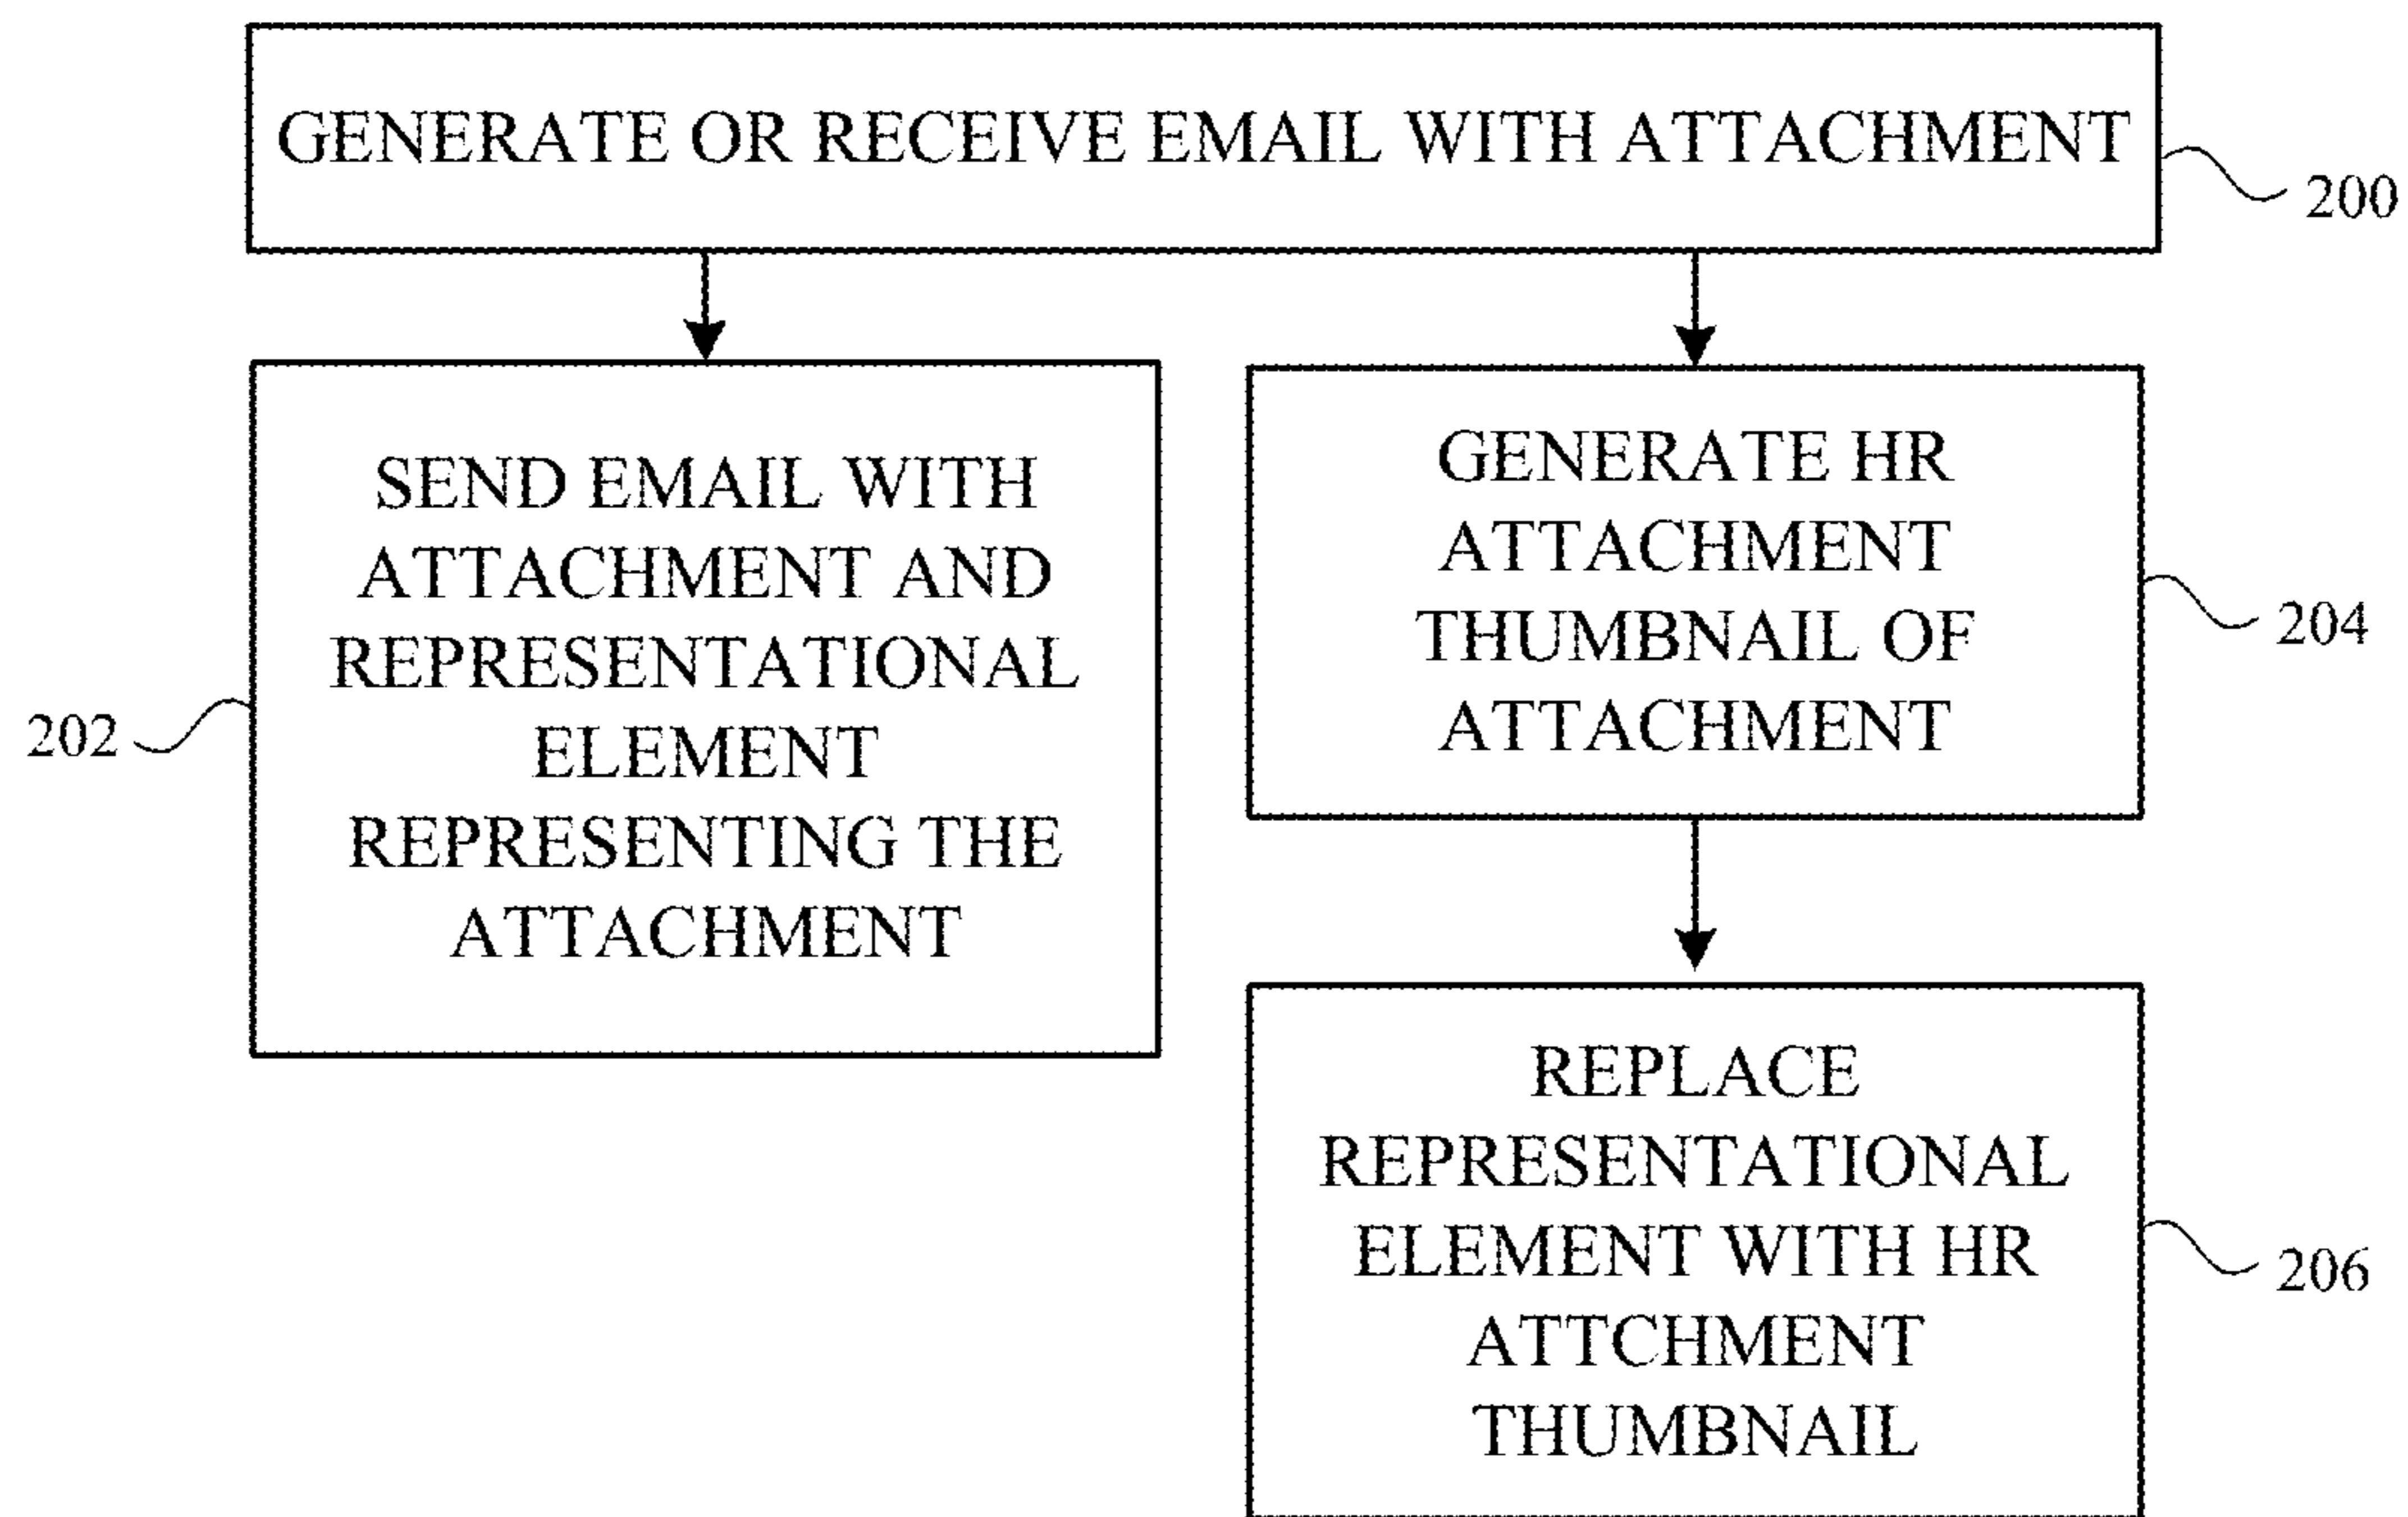 GENERATE OR RECEIVE EMAIL WITH ATTACHMENT
200
SEND EMAIL WITH
ATTACHMENT AND
REPRESENTATIONAL
ELEMENT
REPRESENTING THE
ATTACHMENT
202
GENERATE HR
ATTACHMENT
THUMBNAIL OF
ATTACHMENT
204
REPLACE
REPRESENTATIONAL
ELEMENT WITH HR
ATTCHMENT
THUMBNAIL
206